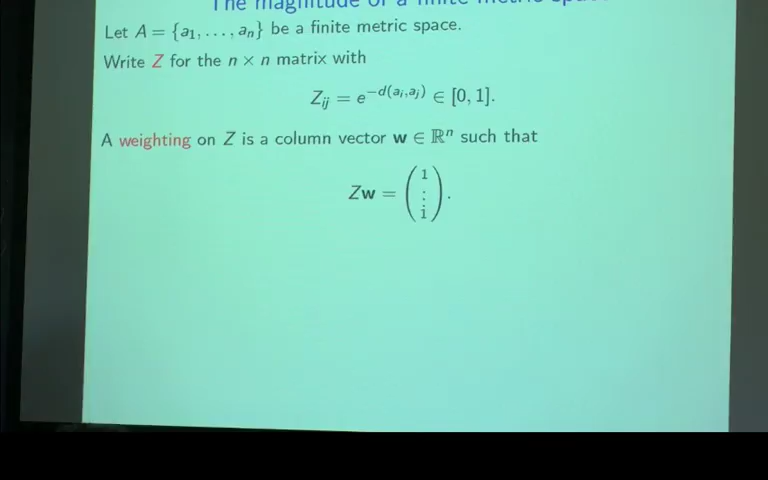 The magnitude of a finite metric space
Let A = {a₁, . . . , aₙ} be a finite metric space.
Write Z for the n × n matrix with
Zᵢⱼ = e^{−d(aᵢ,aⱼ)} ∈ [0, 1].
A weighting on Z is a column vector w ∈ ℝⁿ such that
Zw = (1 ⋮ 1).